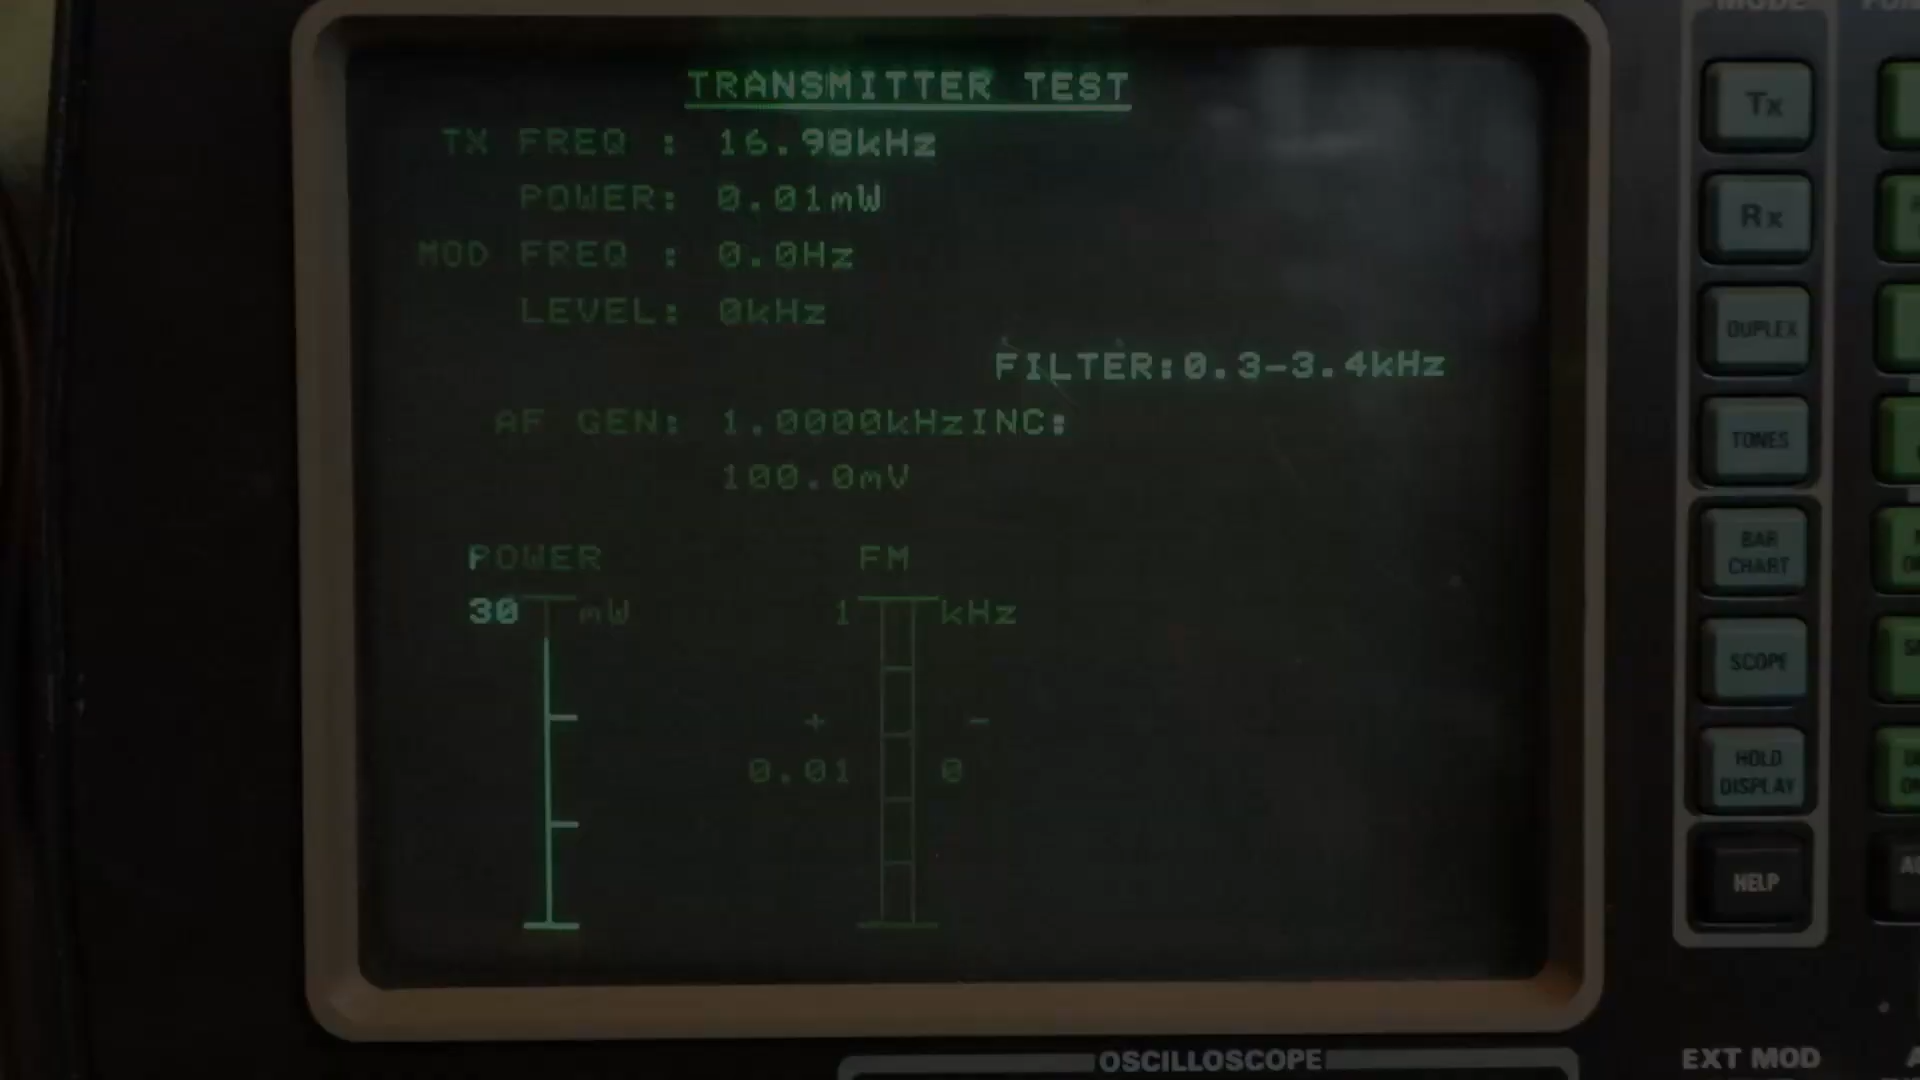 TRANSMITTER TEST
TX FREQ : 16.98kHz
POWER: 0.01mW
MOD FREQ : 0.0Hz
LEVEL: 0kHz
FILTER:0.3-3.4kHz
AF GEN: 1.0000kHzINC:
100.0mV
POWER FM
30 mW 1 kHz
+ -
0.01 0
MODE
Tx
Rx
DUPLEX
TONES
BAR
CHART
SCOPE
HOLD
DISPLAY
HELP
OSCILLOSCOPE
EXT MOD